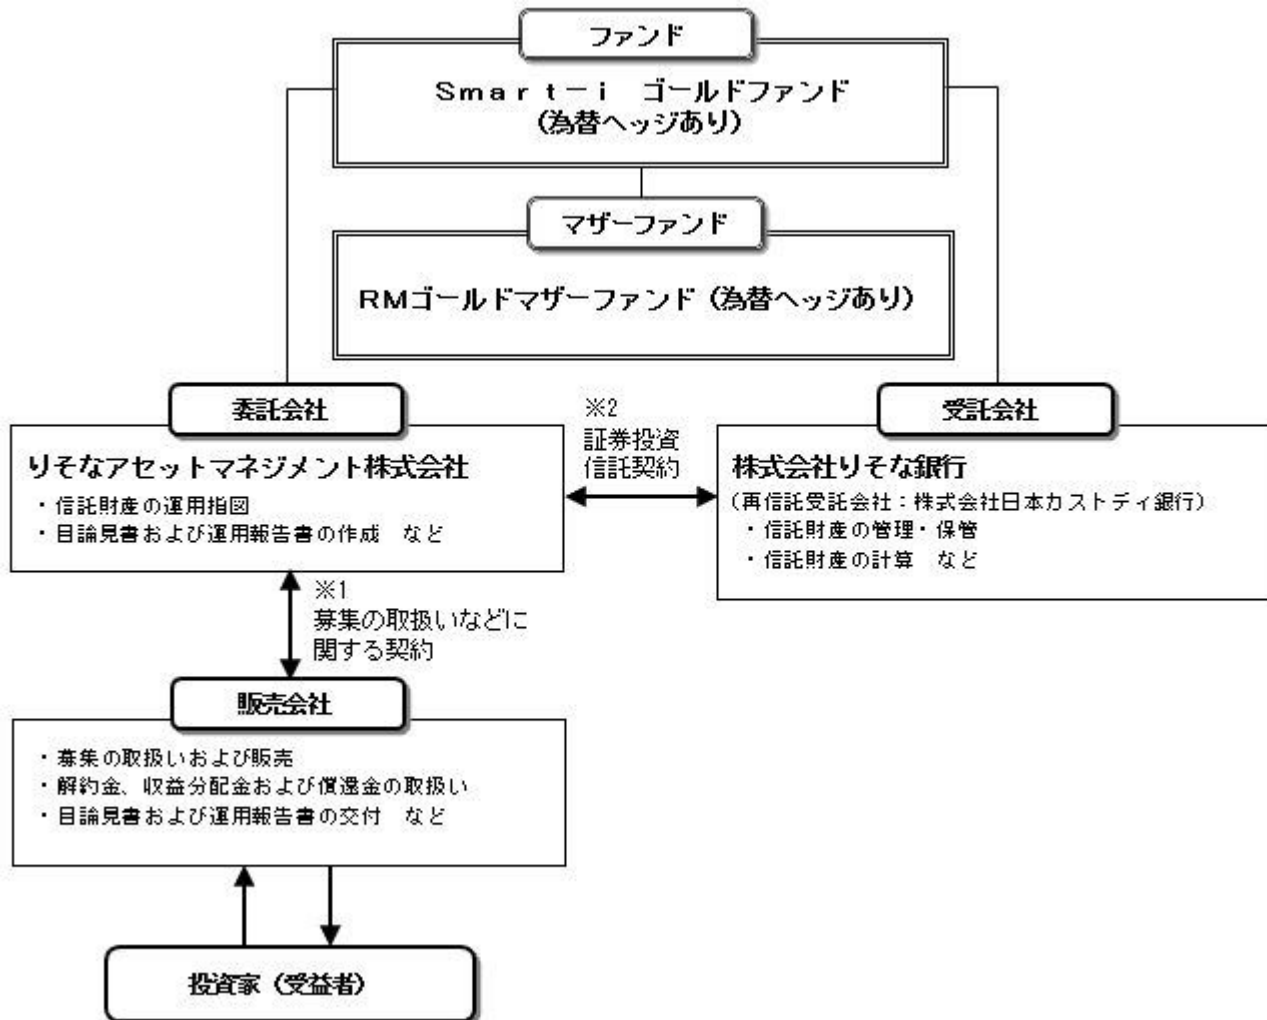 ファンド
Smart-i ゴールドファンド
(為替ヘッジあり)
マザーファンド
RMゴールドマザーファンド(為替ヘッジあり)
委託会社
りそなアセットマネジメント株式会社
・信託財産の運用指図
・目論見書および運用報告書の作成 など
※2
証券投資
信託契約
受託会社
株式会社りそな銀行
(再信託受託会社：株式会社日本カストディ銀行)
・信託財産の管理・保管
・信託財産の計算 など
※1
募集の取扱いなどに
関する契約
販売会社
・募集の取扱いおよび販売
・解約金、収益分配金および償還金の取扱い
・目論見書および運用報告書の交付 など
投資家(受益者)